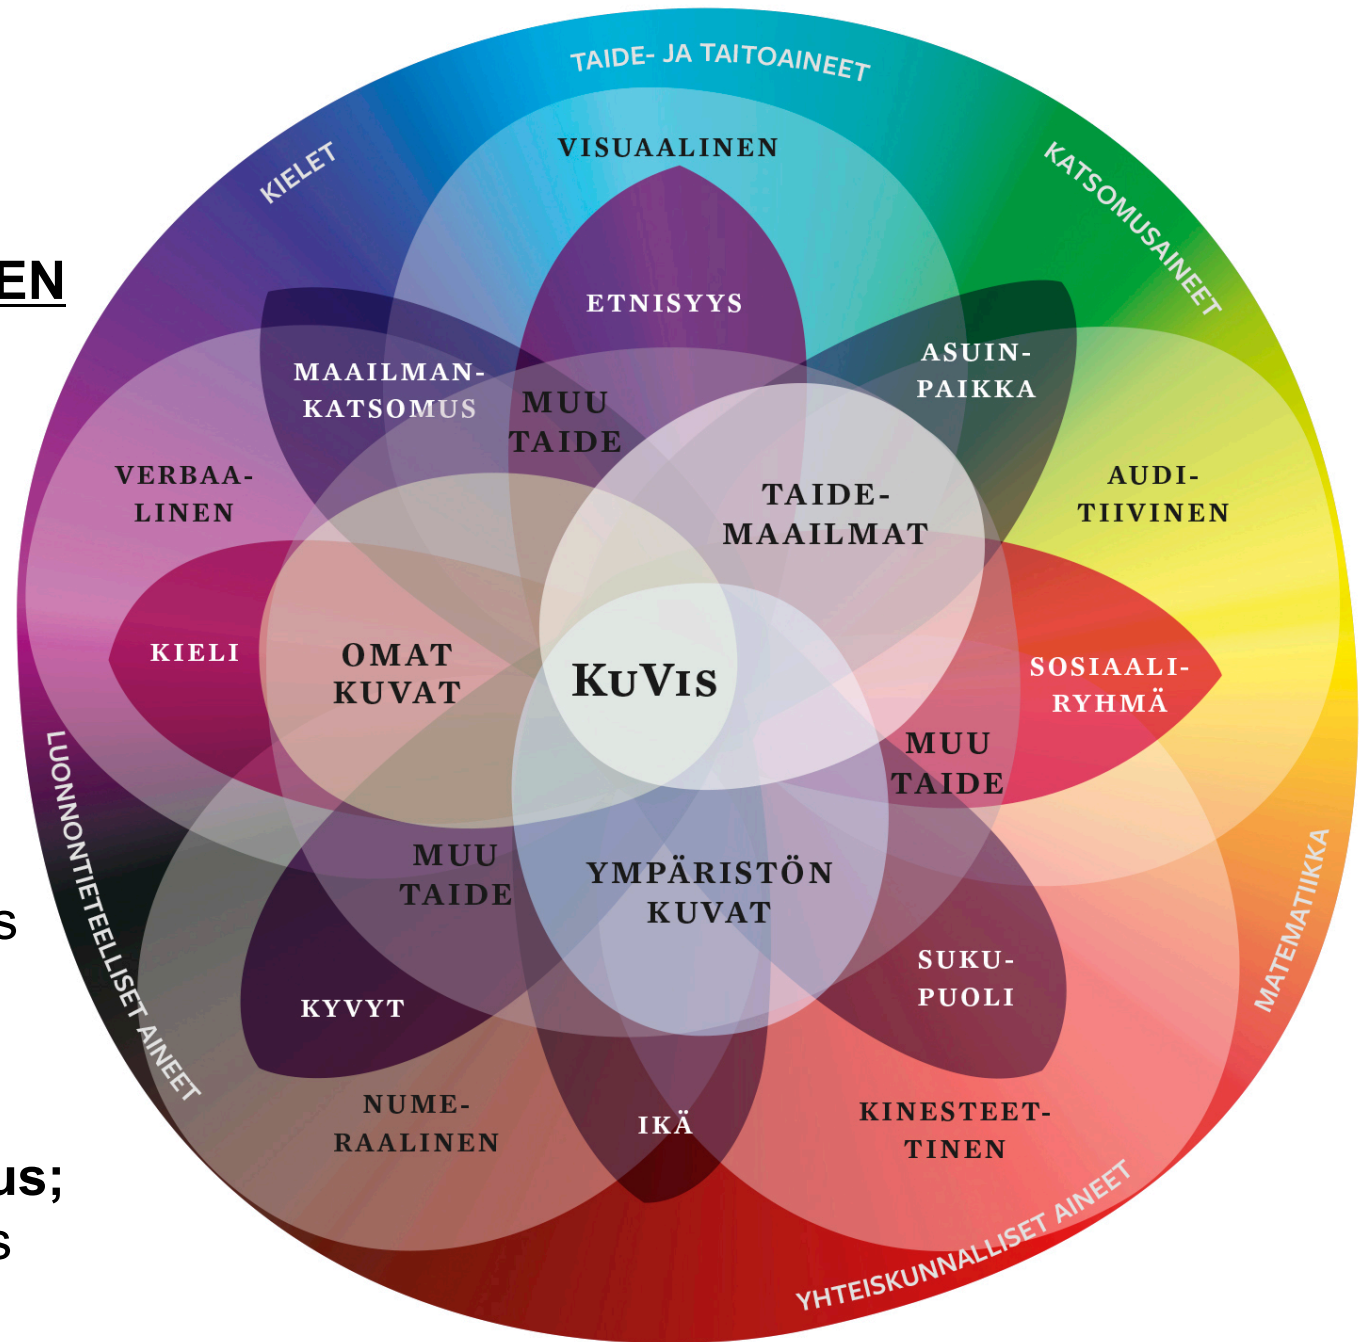 TAIDE- JA TAITOAINEET
KIELET
KATSOMUSAINEET
VISUAALINEN
EN
ETNISYYS
MAAILMAN-
KATSOMUS
ASUIN-
PAIKKA
MUU
TAIDE
VERBAA-
LINEN
TAIDE-
MAAILMAT
AUDI-
TIIVINEN
KIELI
OMAT
KUVAT
KUVIS
SOSIAALI-
RYHMÄ
MUU
TAIDE
LUONNONTIETEELLISET AINEET
MATEMATIIKKA
MUU
TAIDE
YMPÄRISTÖN
KUVAT
s
SUKU-
PUOLI
KYVYT
NUME-
RAALINEN
IKÄ
KINESTEET-
TINEN
us;
s
YHTEISKUNNALLISET AINEET